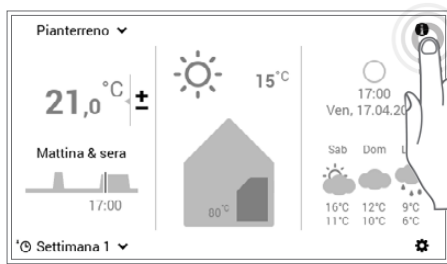 Pianterreno
21,0 °C ±
15°C
17:00
Ven, 17.04.20
Mattina & sera
17:00
80°C
Sab Dom
16°C 12°C 9°C
11°C 10°C 6°C
Settimana 1